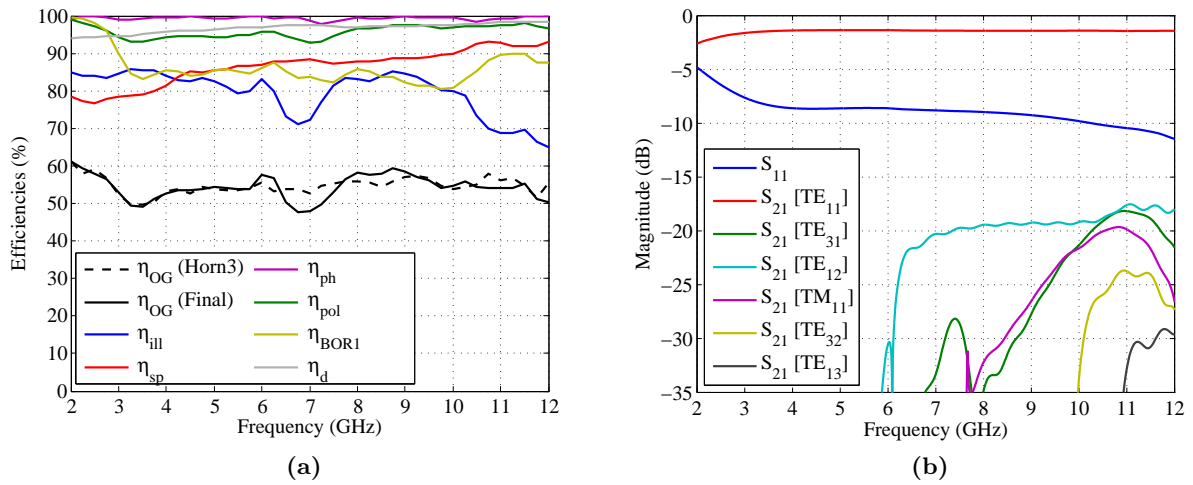 100
90
80
70
60
50
40
30
20
10
0
Efficiencies (%)
η_OG (Horn3)
η_OG (Final)
η_ill
η_sp
η_ph
η_pol
η_BOR1
η_d
2 3 4 5 6 7 8 9 10 11 12
Frequency (GHz)
(a)
0
−5
−10
−15
−20
−25
−30
−35
Magnitude (dB)
S_11
S_21 [TE_11]
S_21 [TE_31]
S_21 [TE_12]
S_21 [TM_11]
S_21 [TE_32]
S_21 [TE_13]
2 3 4 5 6 7 8 9 10 11 12
Frequency (GHz)
(b)